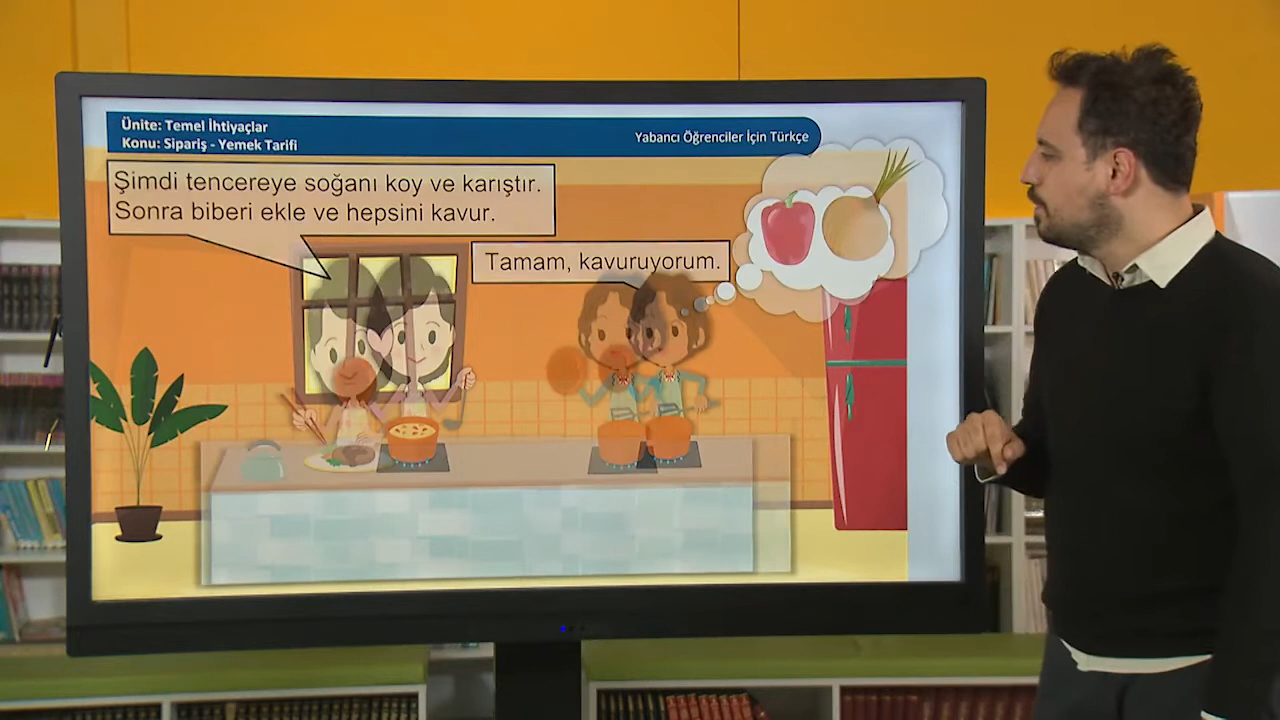 Ünite: Temel İhtiyaçlar
Konu: Sipariş - Yemek Tarifi
Yabancı Öğrenciler İçin Türkçe
Şimdi tencereye soğanı koy ve karıştır.
Sonra biberi ekle ve hepsini kavur.
Tamam, kavuruyorum.